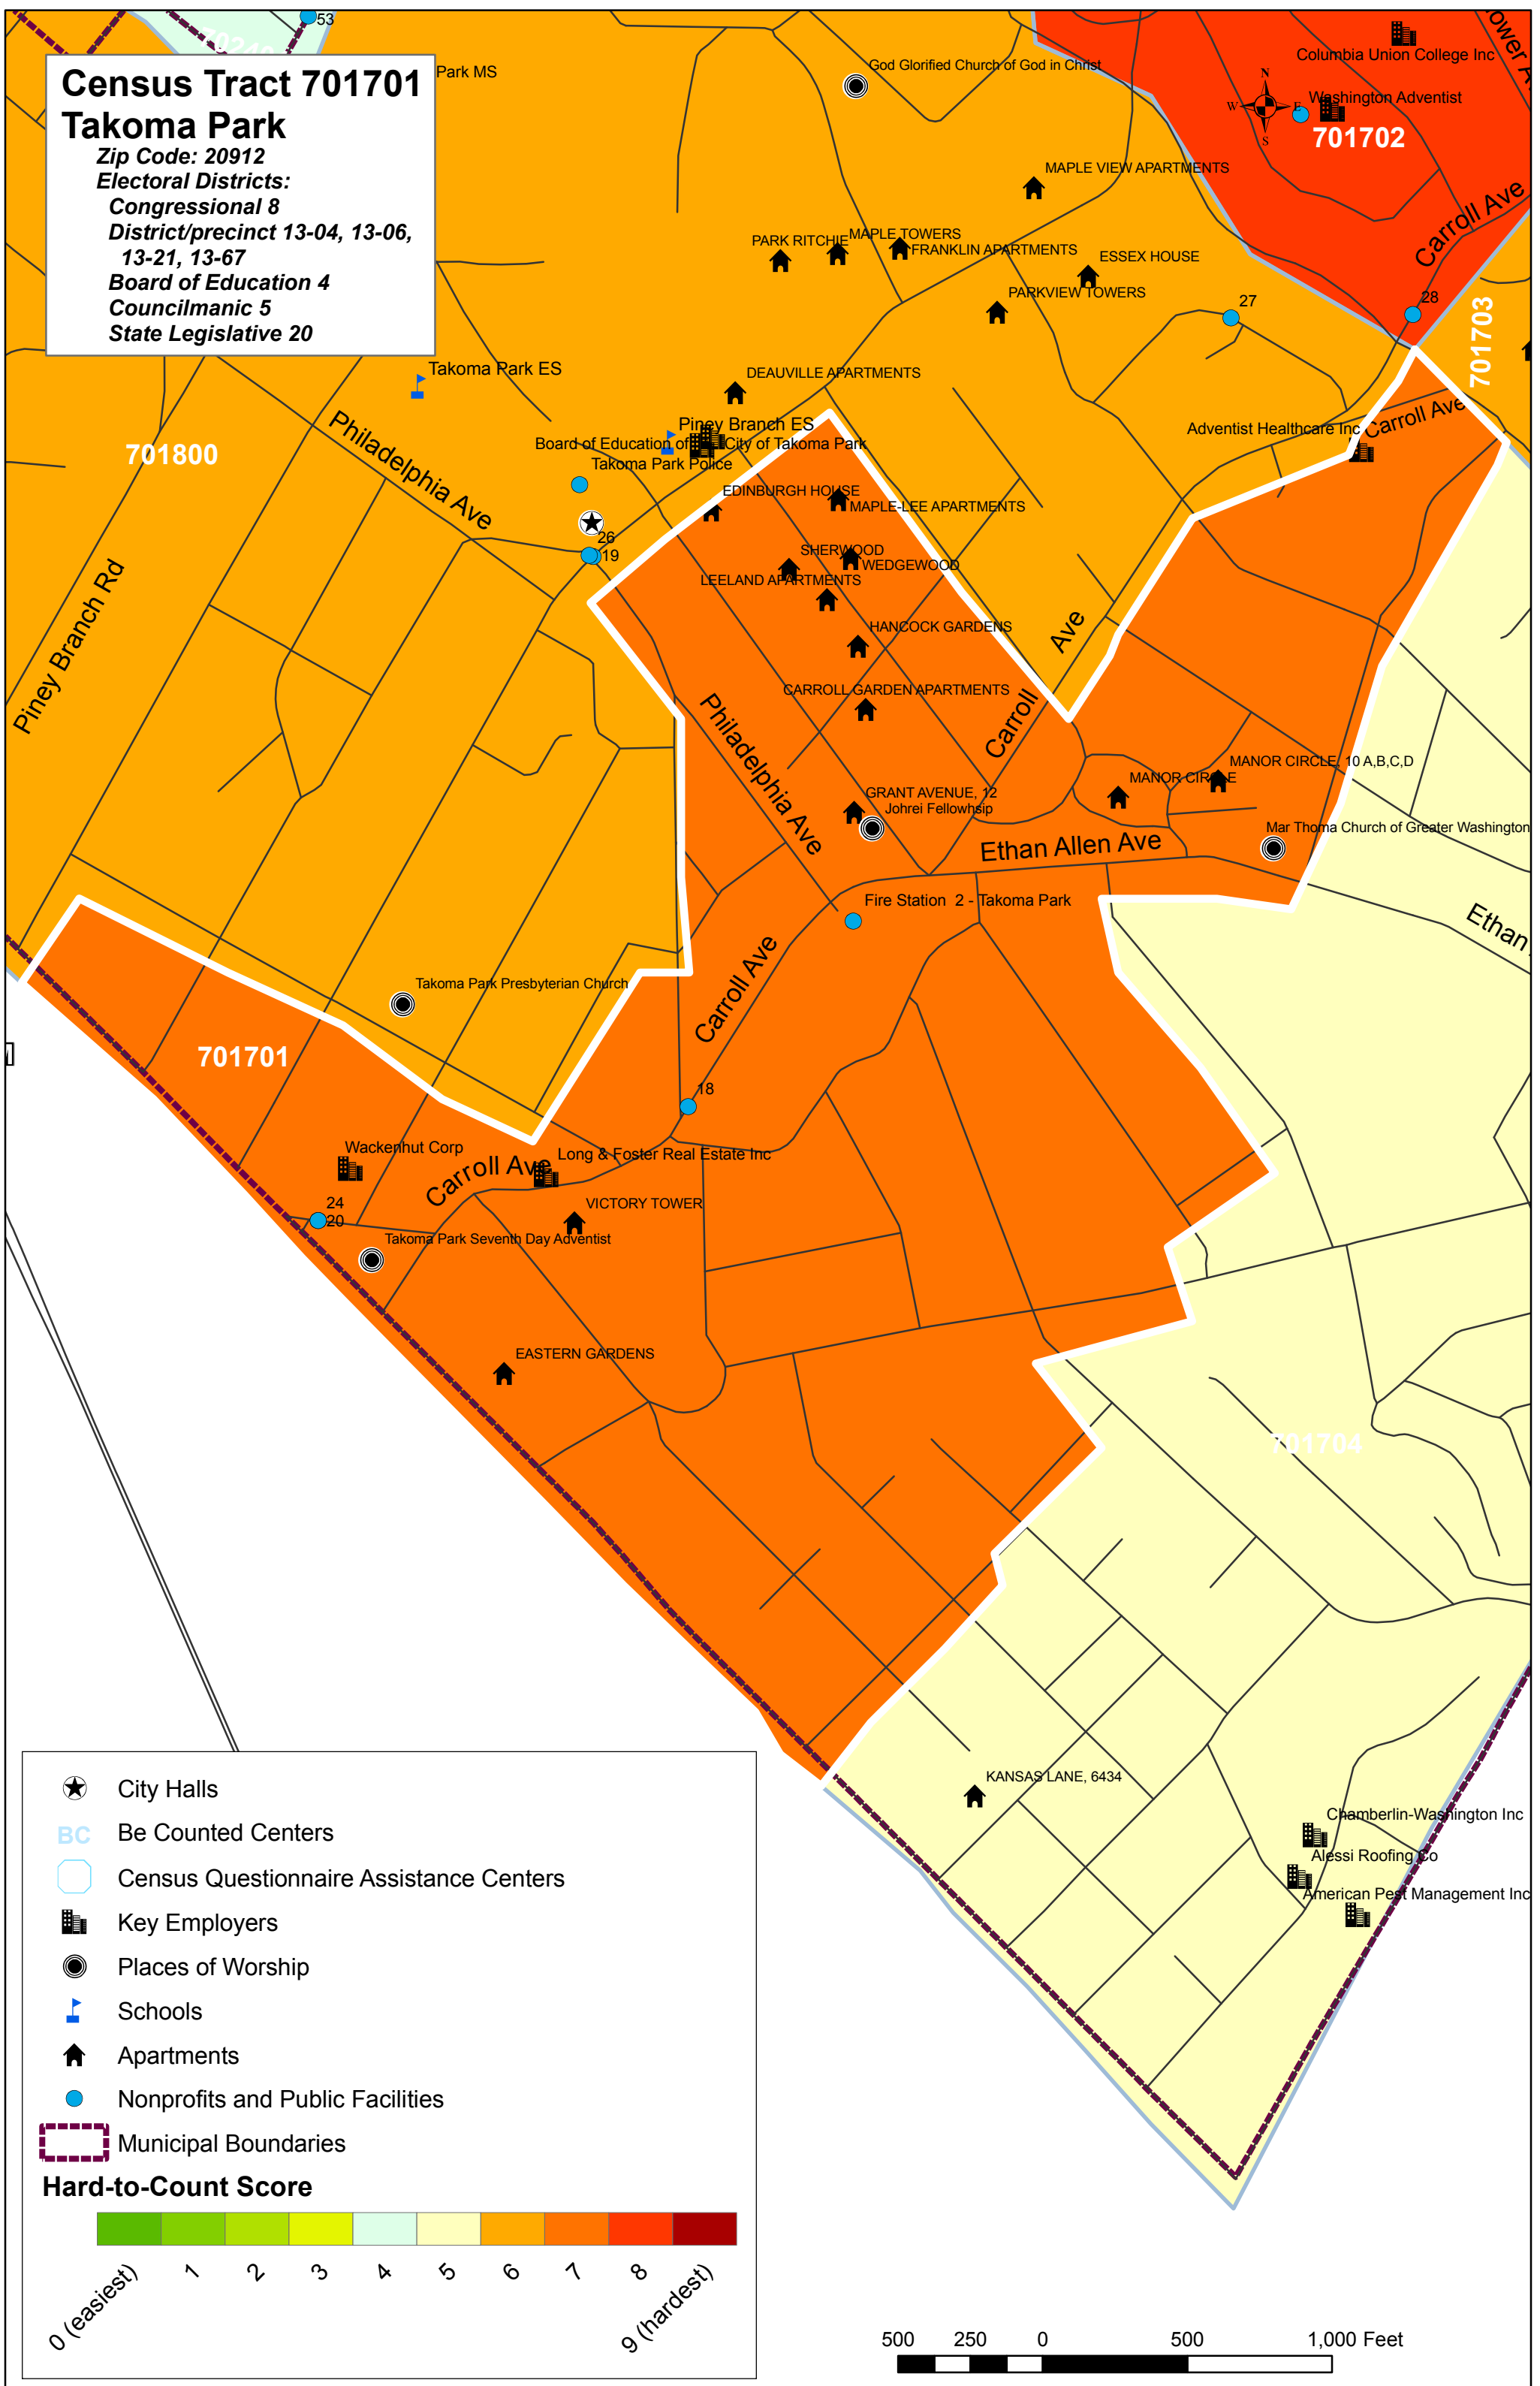 53
70240
Park MS
Census Tract 701701
Takoma Park
Zip Code: 20912
Electoral Districts:
Congressional 8
District/precinct 13-04, 13-06,
13-21, 13-67
Board of Education 4
Councilmanic 5
State Legislative 20
God Glorified Church of God in Christ
Columbia Union College Inc
N
W E
S
Washington Adventist
701702
Carroll Ave
MAPLE VIEW APARTMENTS
PARK RITCHIE
MAPLE TOWERS
FRANKLIN APARTMENTS
ESSEX HOUSE
PARKVIEW TOWERS
27
28
701703
Takoma Park ES
DEAUVILLE APARTMENTS
Philadelphia Ave
Piney Branch ES
Board of Education of
City of Takoma Park
Takoma Park Police
Adventist Healthcare Inc
Carroll Ave
701800
EDINBURGH HOUSE
MAPLE-LEE APARTMENTS
26
19
SHERWOOD
WEDGEWOOD
LEELAND APARTMENTS
Piney Branch Rd
HANCOCK GARDENS
Carroll Ave
CARROLL GARDEN APARTMENTS
Philadelphia Ave
MANOR CIRCLE, 10 A,B,C,D
MANOR CIRCLE
GRANT AVENUE, 12
Johrei Fellowhsip
Mar Thoma Church of Greater Washington
Ethan Allen Ave
Fire Station 2 - Takoma Park
Ethan
Carroll Ave
Takoma Park Presbyterian Church
701701
18
Wackenhut Corp
Carroll Ave
Long & Foster Real Estate Inc
24
20
VICTORY TOWER
Takoma Park Seventh Day Adventist
EASTERN GARDENS
701704
KANSAS LANE, 6434
Chamberlin-Washington Inc
Alessi Roofing Co
American Pest Management Inc
City Halls
BC Be Counted Centers
Census Questionnaire Assistance Centers
Key Employers
Places of Worship
Schools
Apartments
Nonprofits and Public Facilities
Municipal Boundaries
Hard-to-Count Score
0 (easiest) 1 2 3 4 5 6 7 8 9 (hardest)
500 250 0 500 1,000 Feet